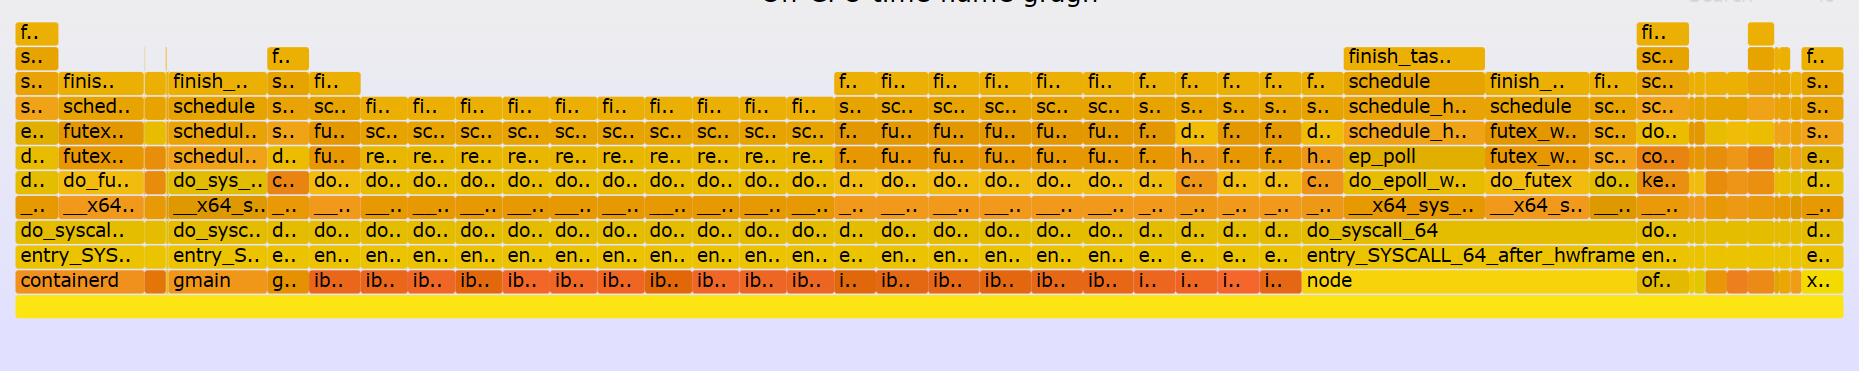 f.. fi..
s.. f.. finish_tas.. sc.. f..
s.. finis.. finish_.. s.. fi.. f.. fi.. fi.. fi.. fi.. fi.. f.. f.. f.. f.. f.. schedule finish_.. fi.. sc.. s..
s.. sched.. schedule s.. sc.. fi.. fi.. fi.. fi.. fi.. fi.. fi.. fi.. fi.. fi.. s.. sc.. sc.. sc.. sc.. sc.. s.. s.. s.. s.. s.. schedule_h.. schedule sc.. sc.. s..
e.. futex.. schedul.. s.. fu.. sc.. sc.. sc.. sc.. sc.. sc.. sc.. sc.. sc.. sc.. f.. fu.. fu.. fu.. fu.. fu.. f.. d.. f.. f.. d.. schedule_h.. futex_w.. sc.. do.. s..
d.. futex.. schedul.. d.. fu.. re.. re.. re.. re.. re.. re.. re.. re.. re.. re.. f.. fu.. fu.. fu.. fu.. fu.. f.. h.. f.. f.. h.. ep_poll futex_w.. sc.. co.. e..
d.. do_fu.. do_sys_.. c.. do.. do.. do.. do.. do.. do.. do.. do.. do.. do.. do.. d.. do.. do.. do.. do.. do.. d.. c.. d.. d.. c.. do_epoll_w.. do_futex do.. ke.. d..
_.. __x64.. __x64_s.. _.. __.. __.. __.. __.. __.. __.. __.. __.. __.. __.. __.. _.. __.. __.. __.. __.. __.. _.. _.. _.. _.. _.. __x64_sys_.. __x64_s.. __.. __.. _..
do_syscal.. do_sysc.. d.. do.. do.. do.. do.. do.. do.. do.. do.. do.. do.. do.. d.. do.. do.. do.. do.. do.. d.. d.. d.. d.. do_syscall_64 do.. d..
entry_SYS.. entry_S.. e.. en.. en.. en.. en.. en.. en.. en.. en.. en.. en.. en.. e.. en.. en.. en.. en.. en.. e.. e.. e.. e.. entry_SYSCALL_64_after_hwframe en.. e..
containerd gmain g.. ib.. ib.. ib.. ib.. ib.. ib.. ib.. ib.. ib.. ib.. ib.. i.. ib.. ib.. ib.. ib.. ib.. i.. i.. i.. i.. node of.. x..